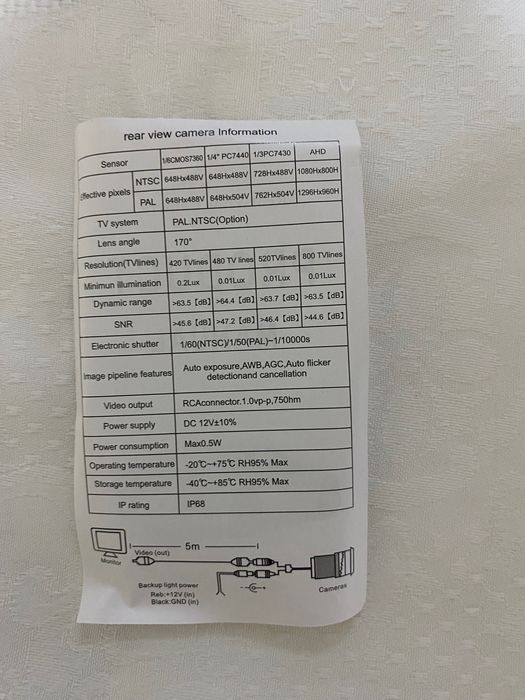 rear view camera Information
Sensor 1/6CMOS7360 1/4" PC7440 1/3PC7430 AHD
Effective pixels NTSC 648Hx488V 648Hx488V 728Hx488V 1080Hx800H
PAL 648Hx488V 648Hx504V 762Hx504V 1296Hx960H
TV system PAL.NTSC(Option)
Lens angle 170°
Resolution(TVlines) 420 TVlines 480 TV lines 520TVlines 800 TVlines
Minimun illumination 0.2Lux 0.01Lux 0.01Lux 0.01Lux
Dynamic range >63.5 [dB] >64.4 [dB] >63.7 [dB] >63.5 [dB]
SNR >45.6 [dB] >47.2 [dB] >46.4 [dB] >44.6 [dB]
Electronic shutter 1/60(NTSC)/1/50(PAL)~1/10000s
Image pipeline features Auto exposure,AWB,AGC,Auto flicker
detectionand cancellation
Video output RCAconnector.1.0vp-p,750hm
Power supply DC 12V±10%
Power consumption Max0.5W
Operating temperature -20℃~+75℃ RH95% Max
Storage temperature -40℃~+85℃ RH95% Max
IP rating IP68
5m
Video (out)
Monitor
Backup light power
Rab:+12V (in)
Black:GND (in)
- +
Cameras